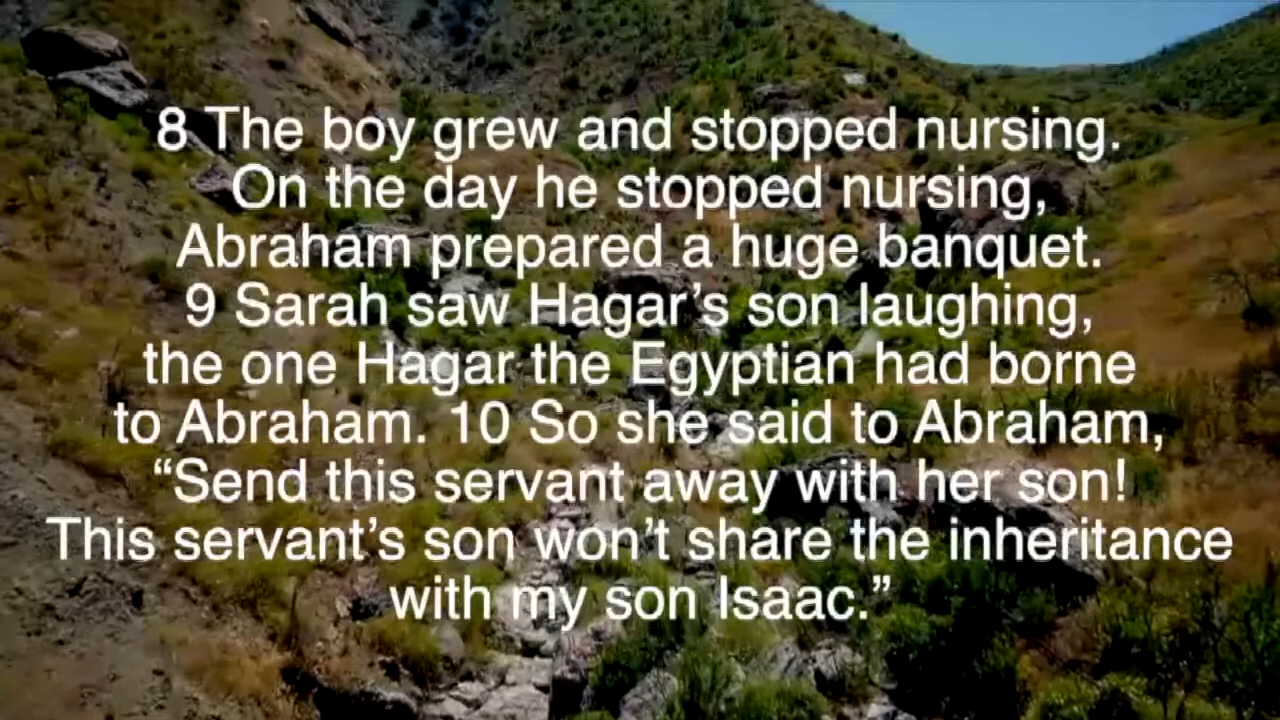 8 The boy grew and stopped nursing.
On the day he stopped nursing,
Abraham prepared a huge banquet.
9 Sarah saw Hagar’s son laughing,
the one Hagar the Egyptian had borne
to Abraham. 10 So she said to Abraham,
“Send this servant away with her son!
This servant’s son won’t share the inheritance
with my son Isaac.”